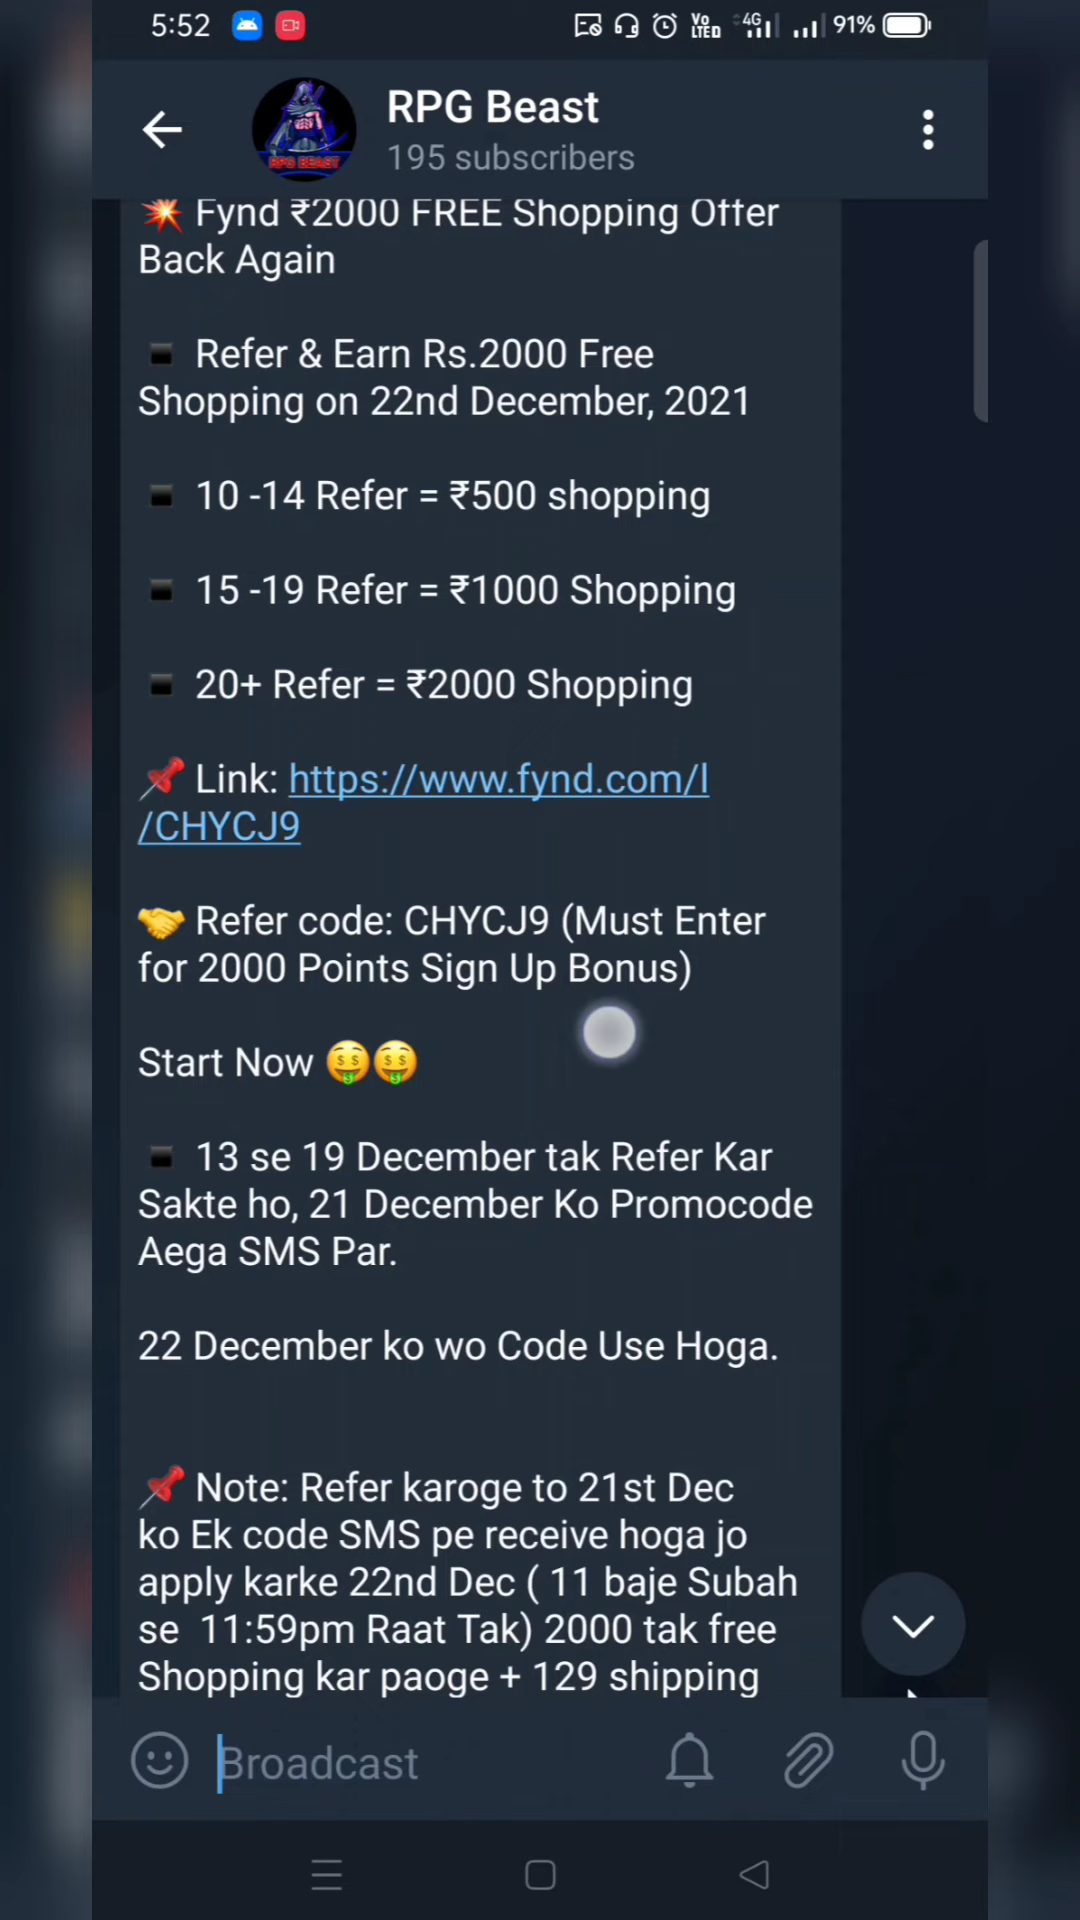 5:52
Vo
LTED
4G
91%
RPG Beast
195 subscribers
RPG BEAST
💥 Fynd ₹2000 FREE Shopping Offer
Back Again
▪️ Refer & Earn Rs.2000 Free
Shopping on 22nd December, 2021
▪️ 10 -14 Refer = ₹500 shopping
▪️ 15 -19 Refer = ₹1000 Shopping
▪️ 20+ Refer = ₹2000 Shopping
📌 Link: https://www.fynd.com/l
/CHYCJ9
🤝 Refer code: CHYCJ9 (Must Enter
for 2000 Points Sign Up Bonus)
Start Now 🤑🤑
▪️ 13 se 19 December tak Refer Kar
Sakte ho, 21 December Ko Promocode
Aega SMS Par.
22 December ko wo Code Use Hoga.
📌 Note: Refer karoge to 21st Dec
ko Ek code SMS pe receive hoga jo
apply karke 22nd Dec ( 11 baje Subah
se  11:59pm Raat Tak) 2000 tak free
Shopping kar paoge + 129 shipping
Broadcast